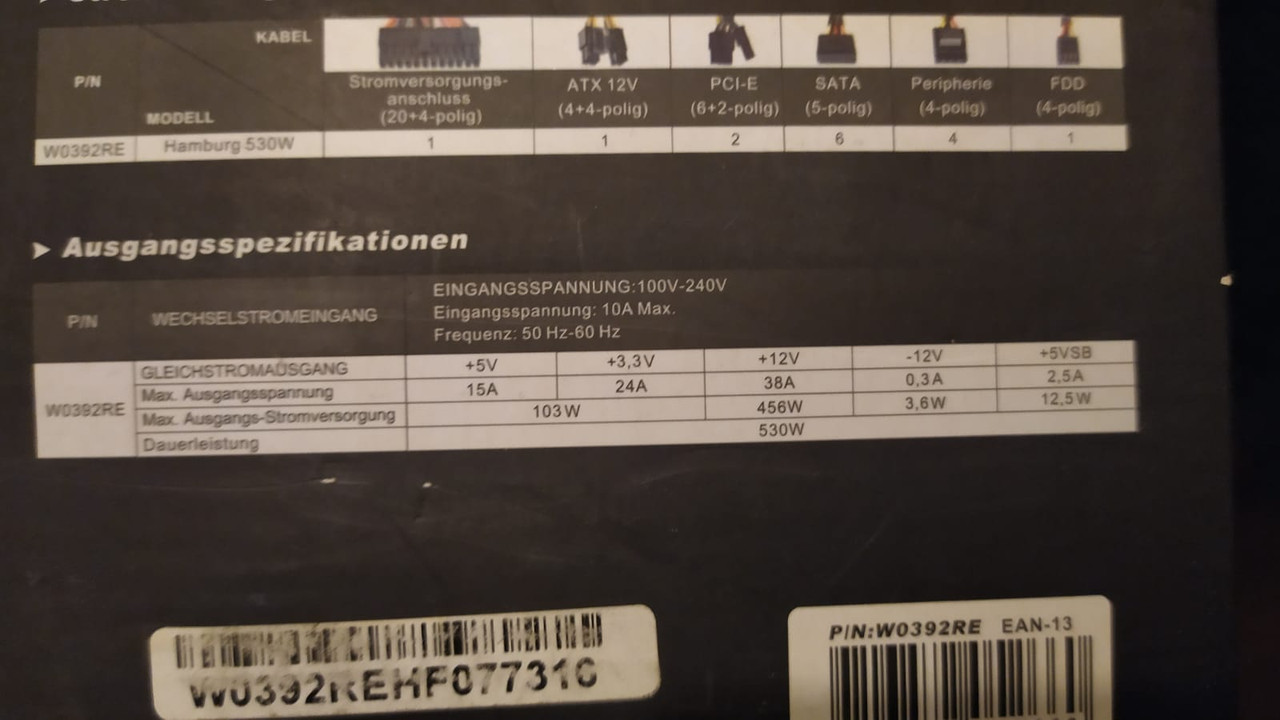 KABEL
P/N
MODELL
Stromversorgungs-
anschluss
(20+4-polig)
ATX 12V
(4+4-polig)
PCI-E
(6+2-polig)
SATA
(5-polig)
Peripherie
(4-polig)
FDD
(4-polig)
W0392RE Hamburg 530W 1 1 2 6 4 1
Ausgangsspezifikationen
P/N WECHSELSTROMEINGANG
EINGANGSSPANNUNG:100V-240V
Eingangsspannung: 10A Max.
Frequenz: 50 Hz-60 Hz
W0392RE
GLEICHSTROMAUSGANG +5V +3,3V +12V -12V +5VSB
Max. Ausgangsspannung 15A 24A 38A 0,3A 2,5A
Max. Ausgangs-Stromversorgung 103W 456W 3,6W 12,5W
Dauerleistung 530W
W0392REHF07731C
P/N:W0392RE EAN-13